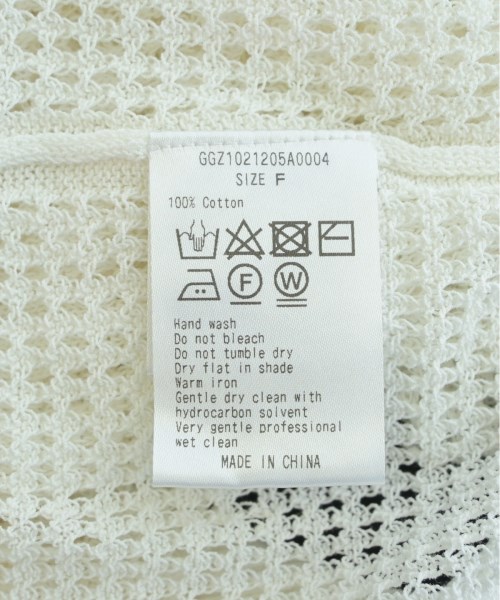 GGZ1021205A0004
SIZE F
100% Cotton
F W
Hand wash
Do not bleach
Do not tumble dry
Dry flat in shade
Warm iron
Gentle dry clean with
hydrocarbon solvent
Very gentle professional
wet clean
MADE IN CHINA